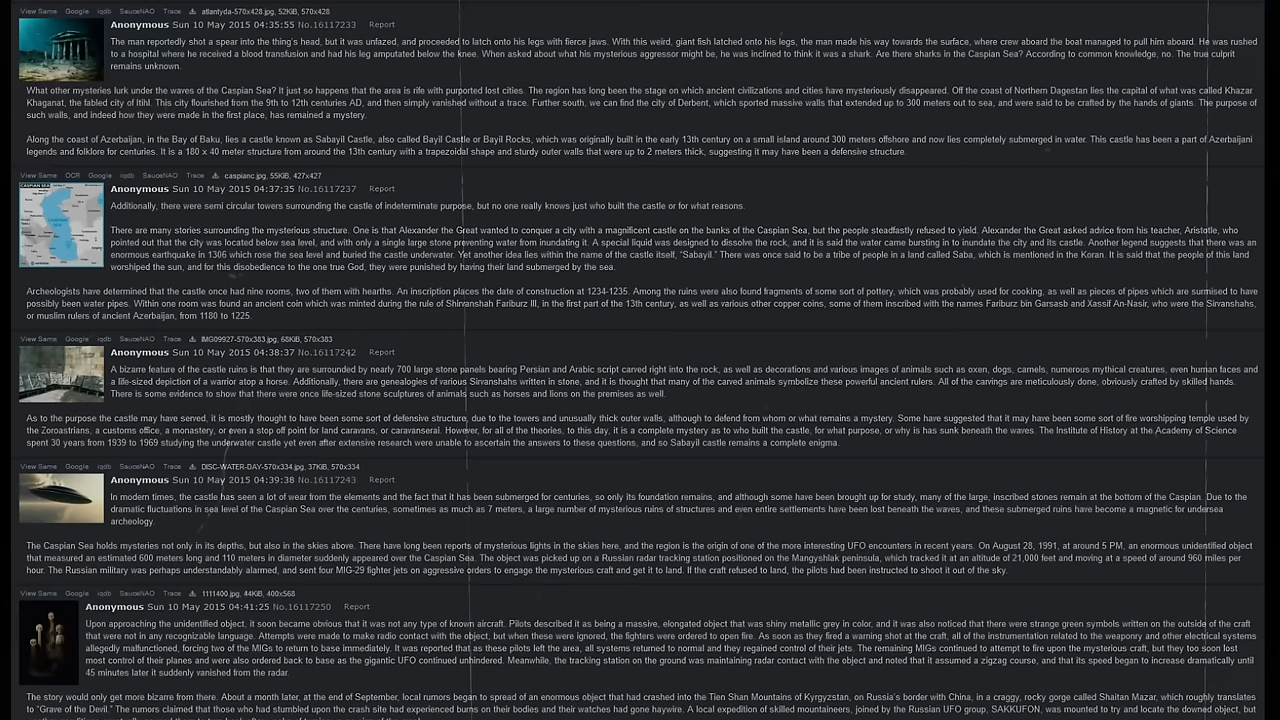 View Same Google iqdb SauceNAO Trace atlantyda-570x428.jpg, 52KiB, 570x428
Anonymous Sun 10 May 2015 04:35:55 No.16117233 Report
The man reportedly shot a spear into the thing's head, but it was unfazed, and proceeded to latch onto his legs with fierce jaws. With this weird, giant fish latched onto his legs, the man made his way towards the surface, where crew aboard the boat managed to pull him aboard. He was rushed
to a hospital where he received a blood transfusion and had his leg amputated below the knee. When asked about what his mysterious aggressor might be, he was inclined to think it was a shark. Are there sharks in the Caspian Sea? According to common knowledge, no. The true culprit
remains unknown.
What other mysteries lurk under the waves of the Caspian Sea? It just so happens that the area is rife with purported lost cities. The region has long been the stage on which ancient civilizations and cities have mysteriously disappeared. Off the coast of Northern Dagestan lies the capital of what was called Khazar
Khaganat, the fabled city of Itihl. This city flourished from the 9th to 12th centuries AD, and then simply vanished without a trace. Further south, we can find the city of Derbent, which sported massive walls that extended up to 300 meters out to sea, and were said to be crafted by the hands of giants. The purpose of
such walls, and indeed how they were made in the first place, has remained a mystery.
Along the coast of Azerbaijan, in the Bay of Baku, lies a castle known as Sabayil Castle, also called Bayil Castle or Bayil Rocks, which was originally built in the early 13th century on a small island around 300 meters offshore and now lies completely submerged in water. This castle has been a part of Azerbaijani
legends and folklore for centuries. It is a 180 x 40 meter structure from around the 13th century with a trapezoidal shape and sturdy outer walls that were up to 2 meters thick, suggesting it may have been a defensive structure.
View Same OCR Google iqdb SauceNAO Trace caspianc.jpg, 55KiB, 427x427
CASPIAN SEA
Anonymous Sun 10 May 2015 04:37:35 No.16117237 Report
Additionally, there were semi circular towers surrounding the castle of indeterminate purpose, but no one really knows just who built the castle or for what reasons.
There are many stories surrounding the mysterious structure. One is that Alexander the Great wanted to conquer a city with a magnificent castle on the banks of the Caspian Sea, but the people steadfastly refused to yield. Alexander the Great asked advice from his teacher, Aristotle, who
pointed out that the city was located below sea level, and with only a single large stone preventing water from inundating it. A special liquid was designed to dissolve the rock, and it is said the water came bursting in to inundate the city and its castle. Another legend suggests that there was an
enormous earthquake in 1306 which rose the sea level and buried the castle underwater. Yet another idea lies within the name of the castle itself, "Sabayil." There was once said to be a tribe of people in a land called Saba, which is mentioned in the Koran. It is said that the people of this land
worshiped the sun, and for this disobedience to the one true God, they were punished by having their land submerged by the sea.
Archeologists have determined that the castle once had nine rooms, two of them with hearths. An inscription places the date of construction at 1234-1235. Among the ruins were also found fragments of some sort of pottery, which was probably used for cooking, as well as pieces of pipes which are surmised to have
possibly been water pipes. Within one room was found an ancient coin which was minted during the rule of Shirvanshah Fariburz III, in the first part of the 13th century, as well as various other copper coins, some of them inscribed with the names Fariburz bin Garsasb and Xassif An-Nasir, who were the Sirvanshahs,
or muslim rulers of ancient Azerbaijan, from 1180 to 1225.
View Same Google iqdb SauceNAO Trace IMG09927-570x383.jpg, 68KiB, 570x383
Anonymous Sun 10 May 2015 04:38:37 No.16117242 Report
A bizarre feature of the castle ruins is that they are surrounded by nearly 700 large stone panels bearing Persian and Arabic script carved right into the rock, as well as decorations and various images of animals such as oxen, dogs, camels, numerous mythical creatures, even human faces and
a life-sized depiction of a warrior atop a horse. Additionally, there are genealogies of various Sirvanshahs written in stone, and it is thought that many of the carved animals symbolize these powerful ancient rulers. All of the carvings are meticulously done, obviously crafted by skilled hands.
There is some evidence to show that there were once life-sized stone sculptures of animals such as horses and lions on the premises as well.
As to the purpose the castle may have served, it is mostly thought to have been some sort of defensive structure, due to the towers and unusually thick outer walls, although to defend from whom or what remains a mystery. Some have suggested that it may have been some sort of fire worshipping temple used by
the Zoroastrians, a customs office, a monastery, or even a stop off point for land caravans, or caravanserai. However, for all of the theories, to this day, it is a complete mystery as to who built the castle, for what purpose, or why is has sunk beneath the waves. The Institute of History at the Academy of Science
spent 30 years from 1939 to 1969 studying the underwater castle yet even after extensive research were unable to ascertain the answers to these questions, and so Sabayil castle remains a complete enigma.
View Same Google iqdb SauceNAO Trace DISC-WATER-DAY-570x334.jpg, 37KiB, 570x334
Anonymous Sun 10 May 2015 04:39:38 No.16117243 Report
In modern times, the castle has seen a lot of wear from the elements and the fact that it has been submerged for centuries, so only its foundation remains, and although some have been brought up for study, many of the large, inscribed stones remain at the bottom of the Caspian. Due to the
dramatic fluctuations in sea level of the Caspian Sea over the centuries, sometimes as much as 7 meters, a large number of mysterious ruins of structures and even entire settlements have been lost beneath the waves, and these submerged ruins have become a magnetic for undersea
archeology.
The Caspian Sea holds mysteries not only in its depths, but also in the skies above. There have long been reports of mysterious lights in the skies here, and the region is the origin of one of the more interesting UFO encounters in recent years. On August 28, 1991, at around 5 PM, an enormous unidentified object
that measured an estimated 600 meters long and 110 meters in diameter suddenly appeared over the Caspian Sea. The object was picked up on a Russian radar tracking station positioned on the Mangyshlak peninsula, which tracked it at an altitude of 21,000 feet and moving at a speed of around 960 miles per
hour. The Russian military was perhaps understandably alarmed, and sent four MIG-29 fighter jets on aggressive orders to engage the mysterious craft and get it to land. If the craft refused to land, the pilots had been instructed to shoot it out of the sky.
View Same Google iqdb SauceNAO Trace 1111400.jpg, 44KiB, 400x568
Anonymous Sun 10 May 2015 04:41:25 No.16117250 Report
Upon approaching the unidentified object, it soon became obvious that it was not any type of known aircraft. Pilots described it as being a massive, elongated object that was shiny metallic grey in color, and it was also noticed that there were strange green symbols written on the outside of the craft
that were not in any recognizable language. Attempts were made to make radio contact with the object, but when these were ignored, the fighters were ordered to open fire. As soon as they fired a warning shot at the craft, all of the instrumentation related to the weaponry and other electrical systems
allegedly malfunctioned, forcing two of the MIGs to return to base immediately. It was reported that as these pilots left the area, all systems returned to normal and they regained control of their jets. The remaining MIGs continued to attempt to fire upon the mysterious craft, but they too soon lost
most control of their planes and were also ordered back to base as the gigantic UFO continued unhindered. Meanwhile, the tracking station on the ground was maintaining radar contact with the object and noted that it assumed a zigzag course, and that its speed began to increase dramatically until
45 minutes later it suddenly vanished from the radar.
The story would only get more bizarre from there. About a month later, at the end of September, local rumors began to spread of an enormous object that had crashed into the Tien Shan Mountains of Kyrgyzstan, on Russia's border with China, in a craggy, rocky gorge called Shaitan Mazar, which roughly translates
to "Grave of the Devil." The rumors claimed that those who had stumbled upon the crash site had experienced burns on their bodies and their watches had gone haywire. A local expedition of skilled mountaineers, joined by the Russian UFO group, SAKKUFON, was mounted to try and locate the downed object, but